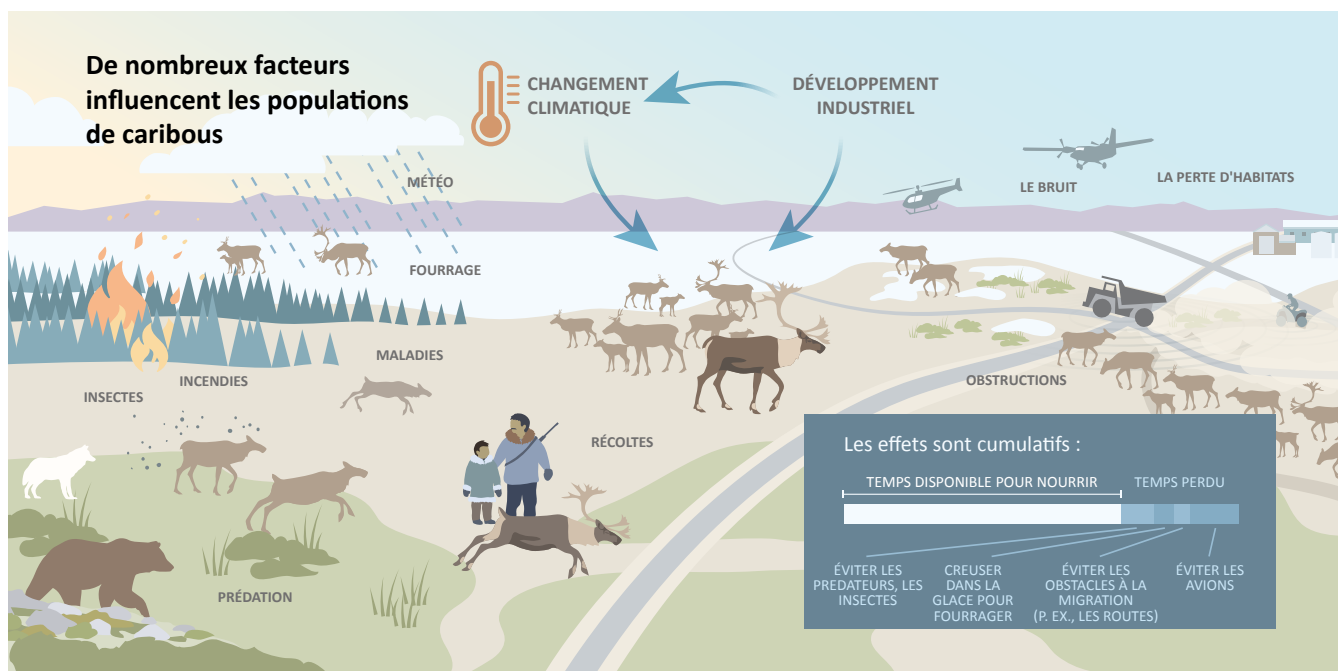 De nombreux facteurs
influencent les populations
de caribous
CHANGEMENT
CLIMATIQUE
DÉVELOPPEMENT
INDUSTRIEL
MÉTÉO
LE BRUIT
LA PERTE D'HABITATS
FOURRAGE
MALADIES
INCENDIES
INSECTES
OBSTRUCTIONS
RÉCOLTES
PRÉDATION
Les effets sont cumulatifs :
TEMPS DISPONIBLE POUR NOURRIR
TEMPS PERDU
ÉVITER LES
PREDATEURS, LES
INSECTES
CREUSER
DANS LA
GLACE POUR
FOURRAGER
ÉVITER LES
OBSTACLES À LA
MIGRATION
(P. EX., LES ROUTES)
ÉVITER LES
AVIONS